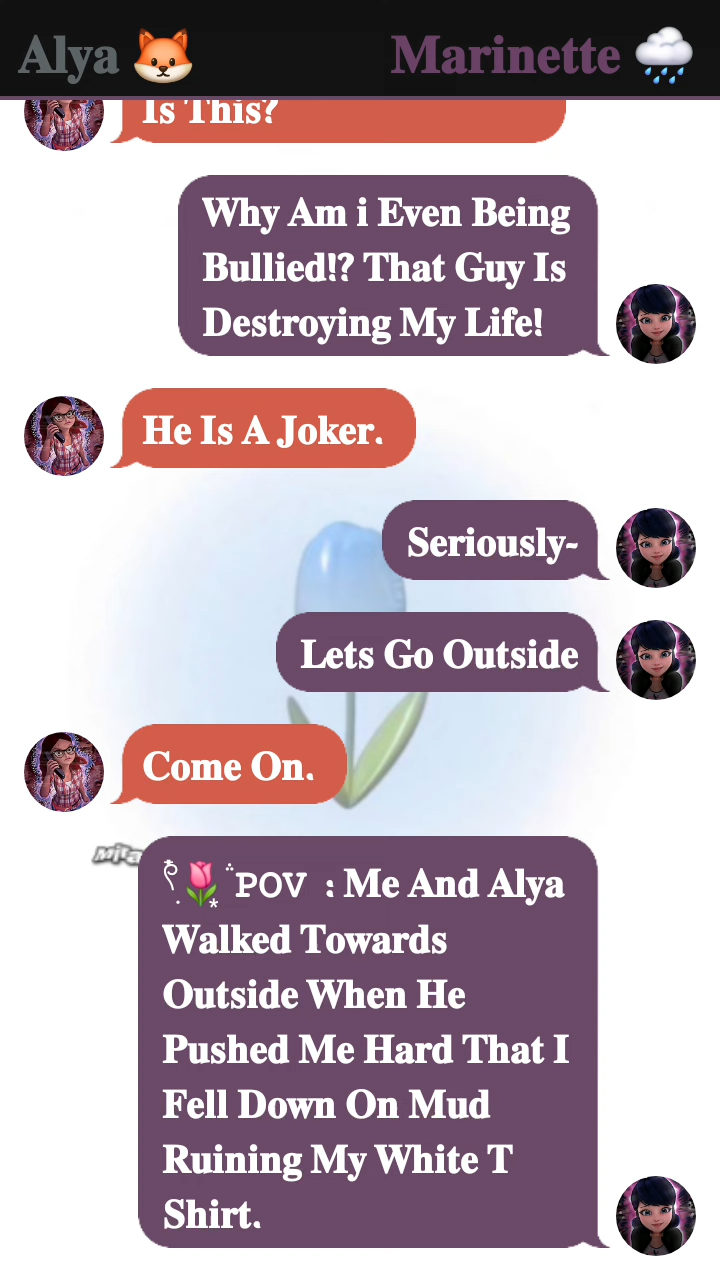 Alya 🦊 Marinette 🌧️
Is This?
Why Am i Even Being
Bullied!? That Guy Is
Destroying My Life!
He Is A Joker.
Seriously-
Lets Go Outside
Come On.
Mita
🌷 POV : Me And Alya
Walked Towards
Outside When He
Pushed Me Hard That I
Fell Down On Mud
Ruining My White T
Shirt.